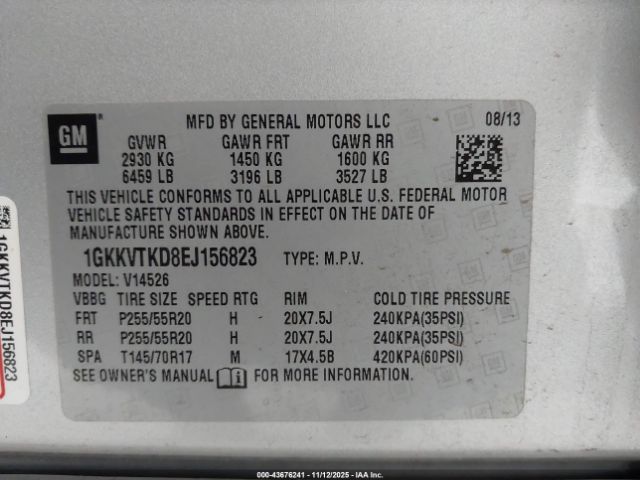 GM
MFD BY GENERAL MOTORS LLC 08/13
GVWR GAWR FRT GAWR RR
2930 KG 1450 KG 1600 KG
6459 LB 3196 LB 3527 LB
THIS VEHICLE CONFORMS TO ALL APPLICABLE U.S. FEDERAL MOTOR
VEHICLE SAFETY STANDARDS IN EFFECT ON THE DATE OF
MANUFACTURE SHOWN ABOVE.
1GKKVTKD8EJ156823 TYPE: M.P.V.
MODEL: V14526
VBBG TIRE SIZE SPEED RTG RIM COLD TIRE PRESSURE
FRT P255/55R20 H 20X7.5J 240KPA(35PSI)
RR P255/55R20 H 20X7.5J 240KPA(35PSI)
SPA T145/70R17 M 17X4.5B 420KPA(60PSI)
SEE OWNER'S MANUAL FOR MORE INFORMATION.
1GKKVTKD8EJ156823
000-43676241 - 11/12/2025 - IAA Inc.